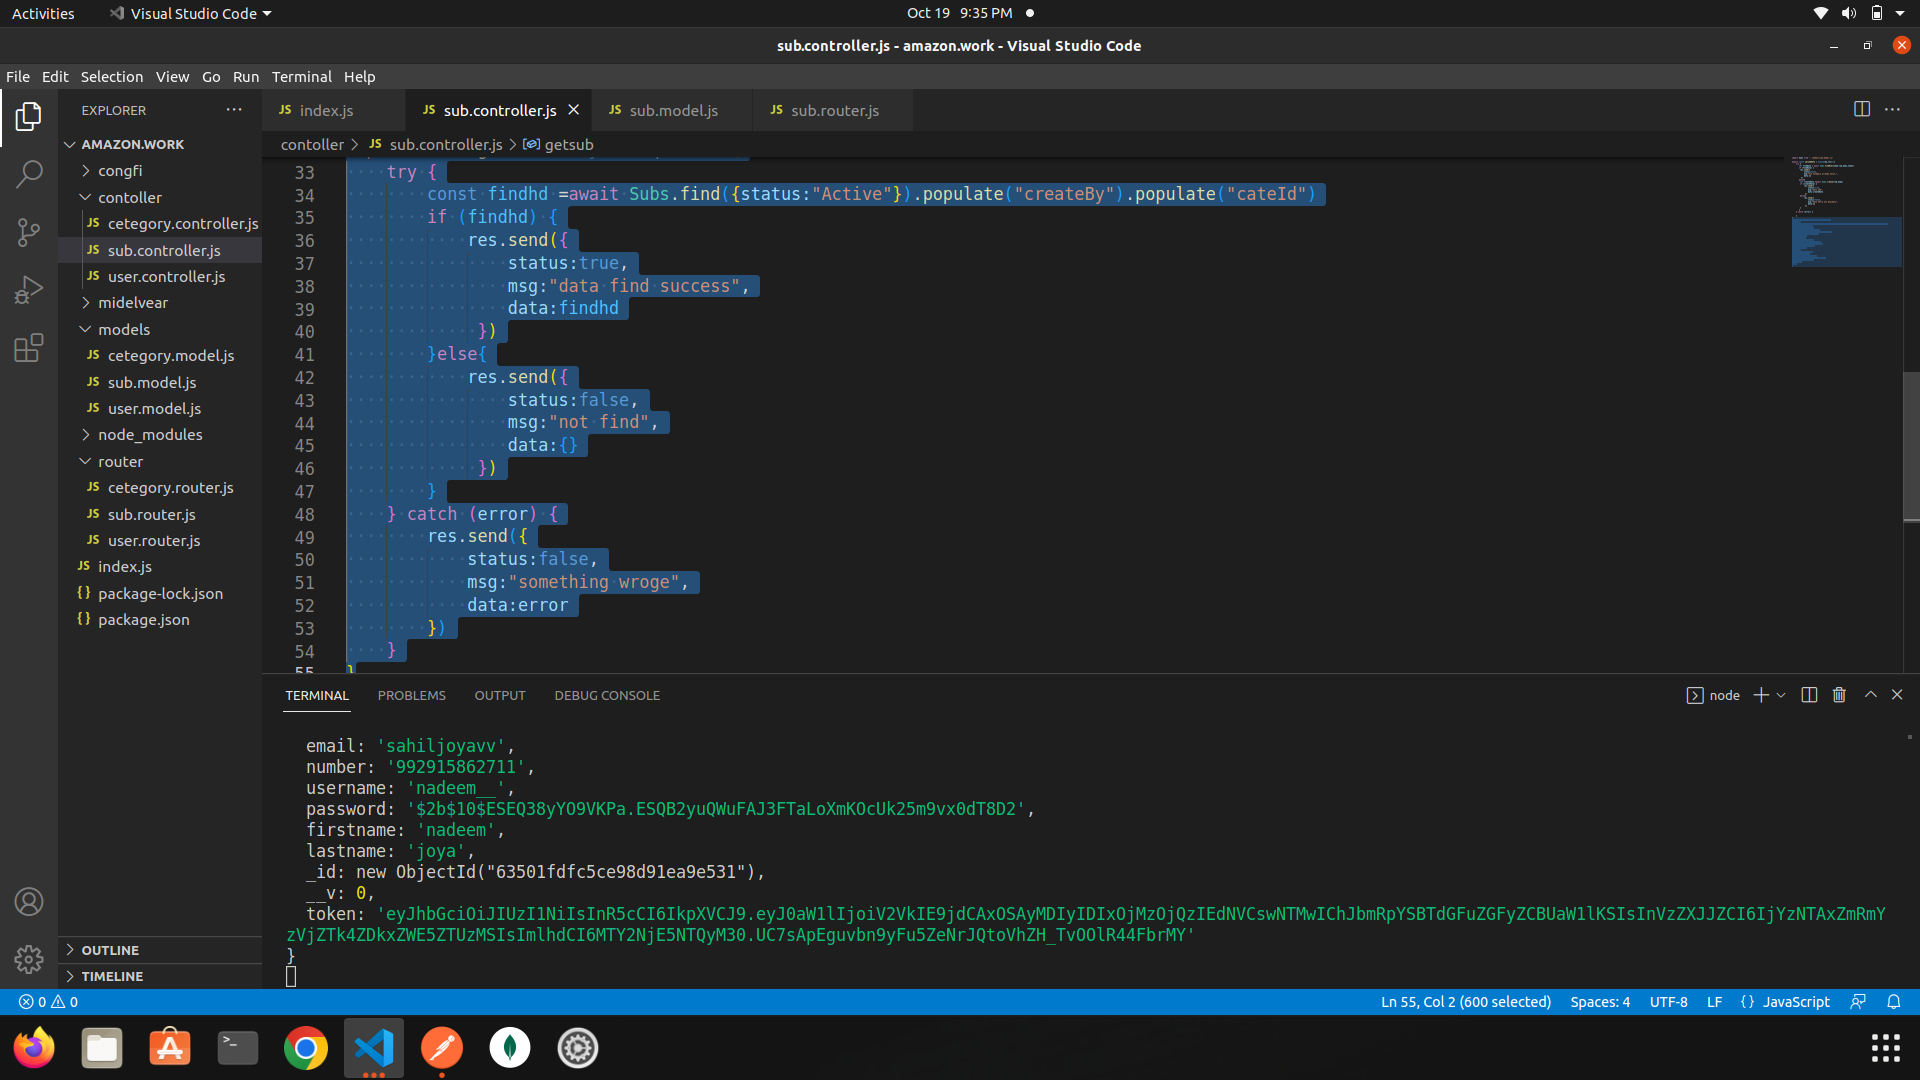 Activities
Visual Studio Code
Oct 19 9:35 PM
sub.controller.js - amazon.work - Visual Studio Code
File Edit Selection View Go Run Terminal Help
EXPLORER
index.js
sub.controller.js
sub.model.js
sub.router.js
AMAZON.WORK
congfi
contoller
cetegory.controller.js
sub.controller.js
user.controller.js
midelvear
models
cetegory.model.js
sub.model.js
user.model.js
node_modules
router
cetegory.router.js
sub.router.js
user.router.js
index.js
package-lock.json
package.json
OUTLINE
TIMELINE
contoller > sub.controller.js > getsub
33 try {
34 const findhd =await Subs.find({status:"Active"}).populate("createBy").populate("cateId")
35 if (findhd) {
36 res.send({
37 status:true,
38 msg:"data find success",
39 data:findhd
40 })
41 }else{
42 res.send({
43 status:false,
44 msg:"not find",
45 data:{}
46 })
47 }
48 } catch (error) {
49 res.send({
50 status:false,
51 msg:"something wroge",
52 data:error
53 })
54 }
55 }
TERMINAL PROBLEMS OUTPUT DEBUG CONSOLE
node
email: 'sahiljoyavv',
number: '992915862711',
username: 'nadeem__',
password: '$2b$10$ESEQ38yYO9VKPa.ESQB2yuQWuFAJ3FTaLoXmKOcUk25m9vx0dT8D2',
firstname: 'nadeem',
lastname: 'joya',
_id: new ObjectId("63501fdfc5ce98d91ea9e531"),
__v: 0,
token: 'eyJhbGciOiJIUzI1NiIsInR5cCI6IkpXVCJ9.eyJ0aW1lIjoiV2VkIE9jdCAxOSAyMDIyIDIxOjMzOjQzIEdNVCswNTMwIChJbmRpYSBTdGFuZGFyZCBUaW1lKSIsInVzZXJJZCI6IjYzNTAxZmRmY
zVjZTk4ZDkxZWE5ZTUzMSIsImlhdCI6MTY2NjE5NTQyM30.UC7sApEguvbn9yFu5ZeNrJQtoVhZH_TvOOlR44FbrMY'
}
0 0
Ln 55, Col 2 (600 selected)
Spaces: 4
UTF-8
LF
{} JavaScript